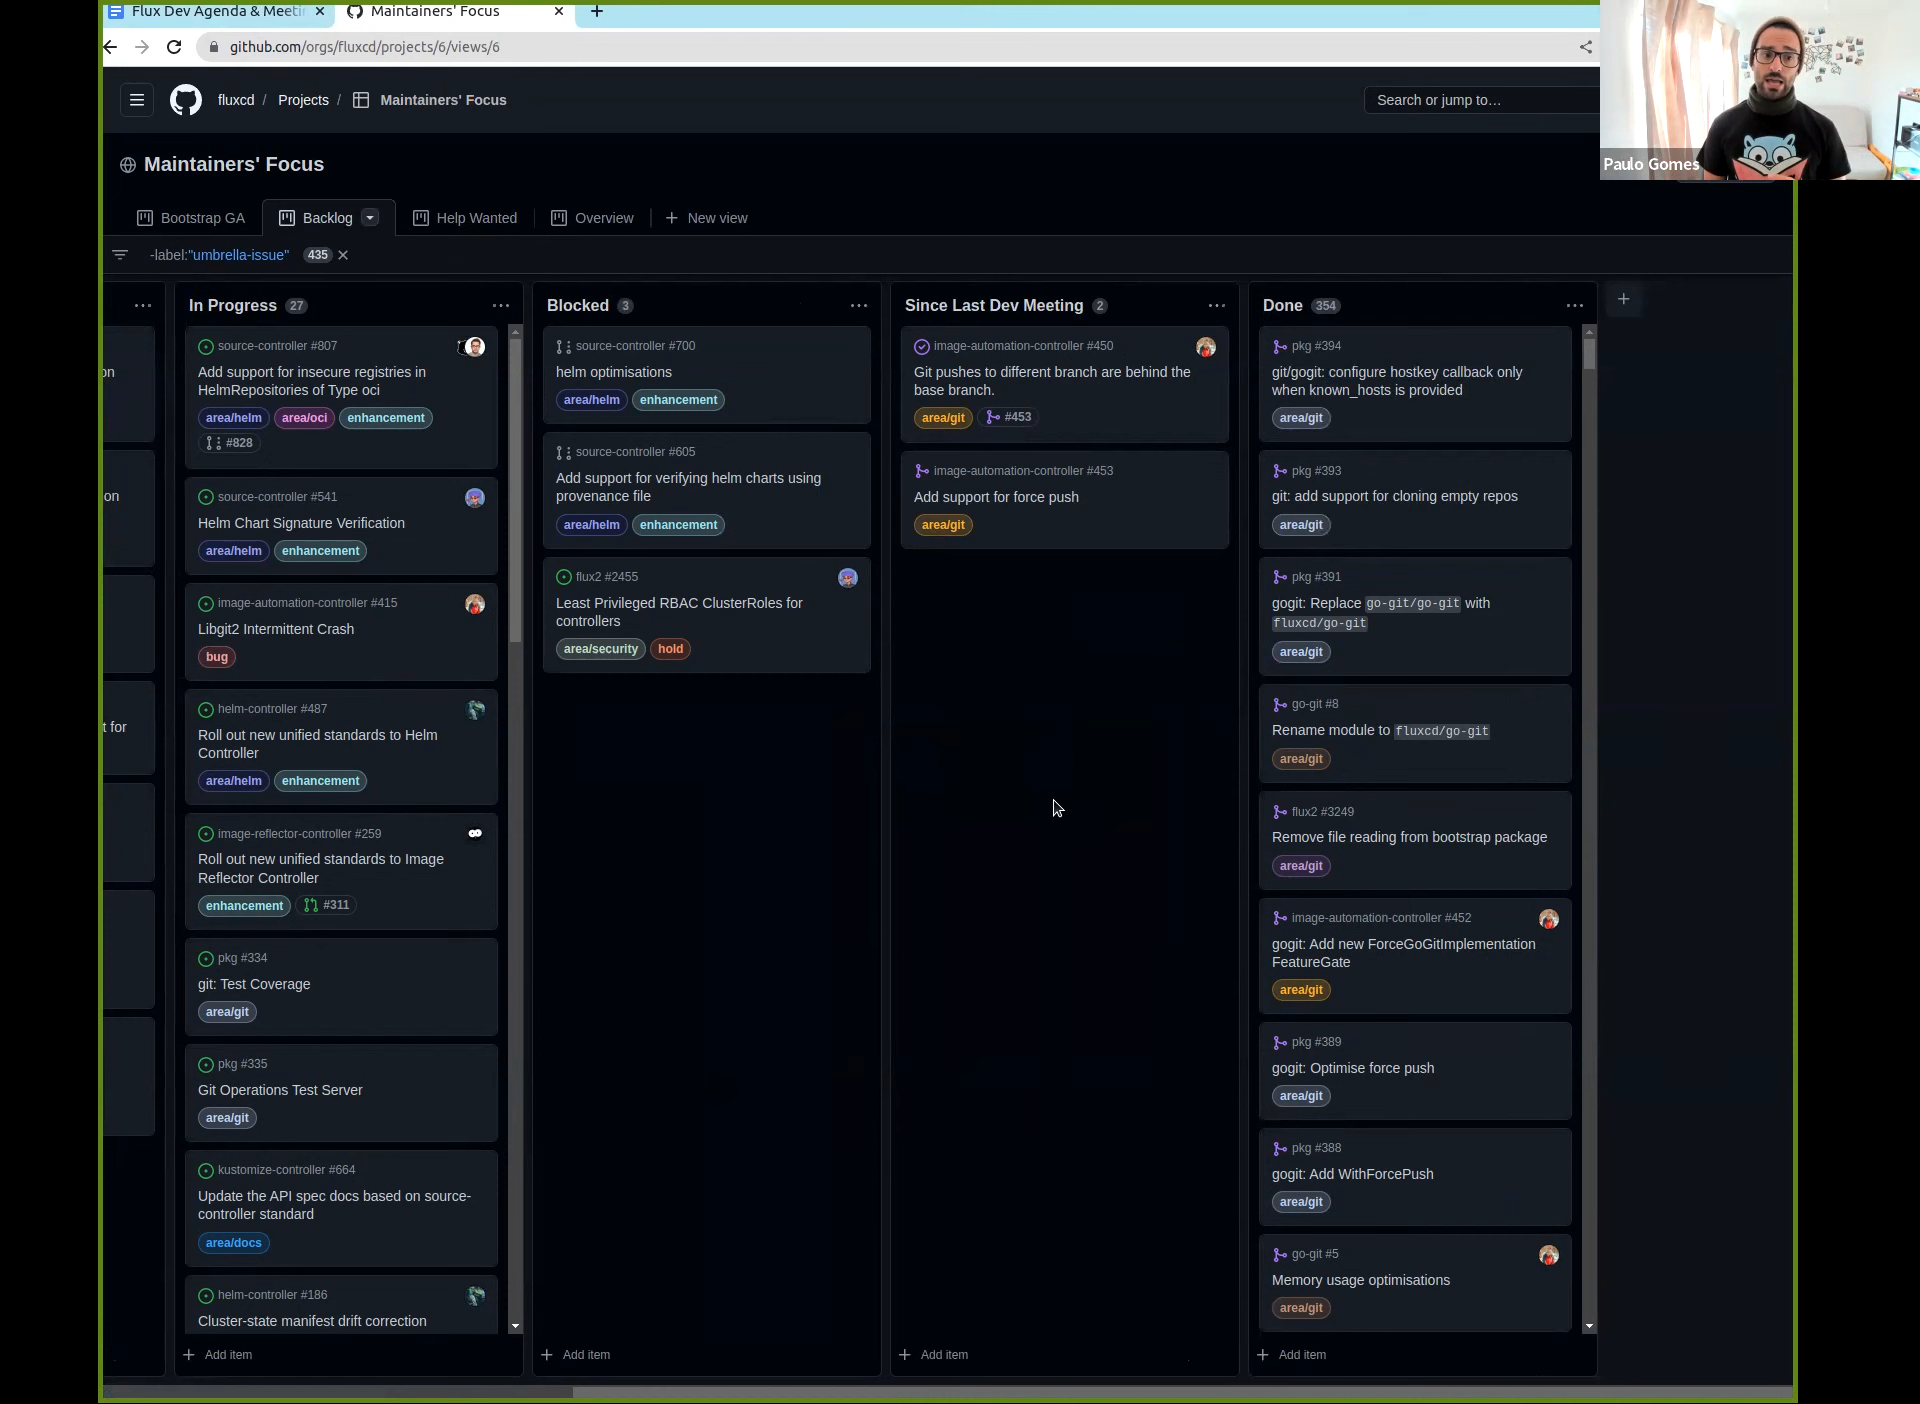 Flux Dev Agenda & Meeti
Maintainers' Focus
github.com/orgs/fluxcd/projects/6/views/6
fluxcd / Projects / Maintainers' Focus
Search or jump to…
Paulo Gomes
Maintainers' Focus
Bootstrap GA
Backlog
Help Wanted
Overview
New view
-label:"umbrella-issue" 435
on
on
t for
In Progress 27
source-controller #807
Add support for insecure registries in
HelmRepositories of Type oci
area/helm area/oci enhancement
#828
source-controller #541
Helm Chart Signature Verification
area/helm enhancement
image-automation-controller #415
Libgit2 Intermittent Crash
bug
helm-controller #487
Roll out new unified standards to Helm
Controller
area/helm enhancement
image-reflector-controller #259
Roll out new unified standards to Image
Reflector Controller
enhancement #311
pkg #334
git: Test Coverage
area/git
pkg #335
Git Operations Test Server
area/git
kustomize-controller #664
Update the API spec docs based on source-
controller standard
area/docs
helm-controller #186
Cluster-state manifest drift correction
Add item
Blocked 3
source-controller #700
helm optimisations
area/helm enhancement
source-controller #605
Add support for verifying helm charts using
provenance file
area/helm enhancement
flux2 #2455
Least Privileged RBAC ClusterRoles for
controllers
area/security hold
Add item
Since Last Dev Meeting 2
image-automation-controller #450
Git pushes to different branch are behind the
base branch.
area/git #453
image-automation-controller #453
Add support for force push
area/git
Add item
Done 354
pkg #394
git/gogit: configure hostkey callback only
when known_hosts is provided
area/git
pkg #393
git: add support for cloning empty repos
area/git
pkg #391
gogit: Replace go-git/go-git with
fluxcd/go-git
area/git
go-git #8
Rename module to fluxcd/go-git
area/git
flux2 #3249
Remove file reading from bootstrap package
area/git
image-automation-controller #452
gogit: Add new ForceGoGitImplementation
FeatureGate
area/git
pkg #389
gogit: Optimise force push
area/git
pkg #388
gogit: Add WithForcePush
area/git
go-git #5
Memory usage optimisations
area/git
Add item